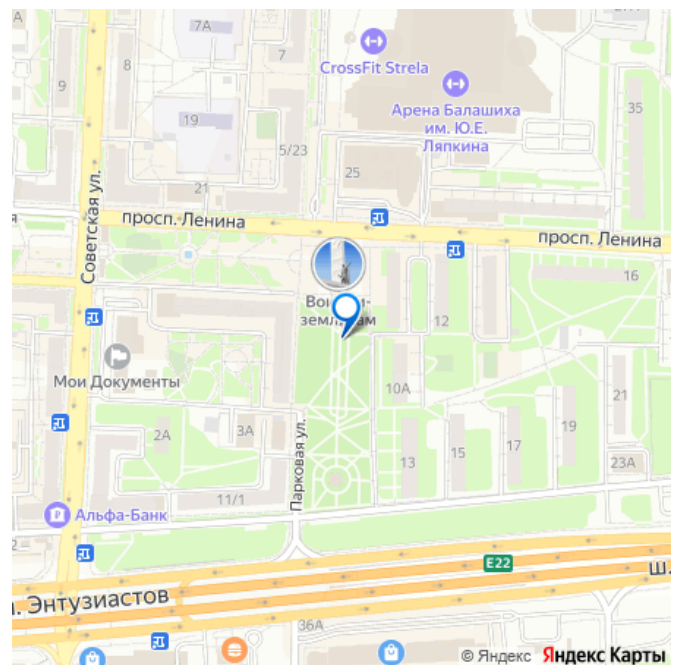 А
7А
7
CrossFit Strela
9
8
Арена Балашиха
им. Ю.Е.
Ляпкина
35
19
5/23
25
21
Советская ул.
просп. Ленина
просп. Ленина
16
12
Мои Документы
10А
21
2А
3А
19
17
15
13
23А
Парковая ул.
11/1
Альфа-Банк
2
E22
ш.
. Энтузиастов
36А
© Яндекс Яндекс Карты